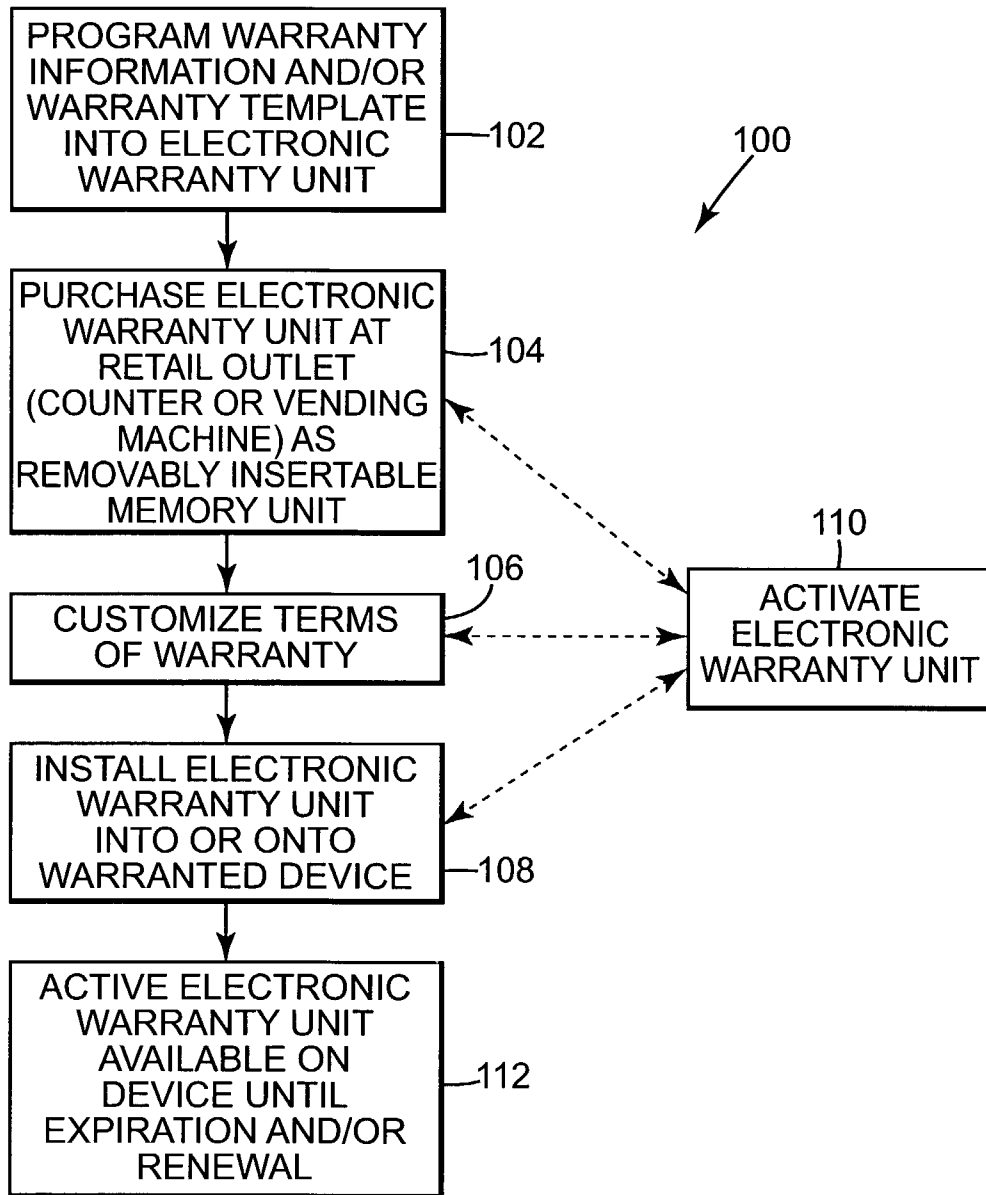 PROGRAM WARRANTY
INFORMATION AND/OR
WARRANTY TEMPLATE
INTO ELECTRONIC
WARRANTY UNIT
102
100
PURCHASE ELECTRONIC
WARRANTY UNIT AT
RETAIL OUTLET
(COUNTER OR VENDING
MACHINE) AS
REMOVABLY INSERTABLE
MEMORY UNIT
104
106
CUSTOMIZE TERMS
OF WARRANTY
110
ACTIVATE
ELECTRONIC
WARRANTY UNIT
INSTALL ELECTRONIC
WARRANTY UNIT
INTO OR ONTO
WARRANTED DEVICE
108
ACTIVE ELECTRONIC
WARRANTY UNIT
AVAILABLE ON
DEVICE UNTIL
EXPIRATION AND/OR
RENEWAL
112